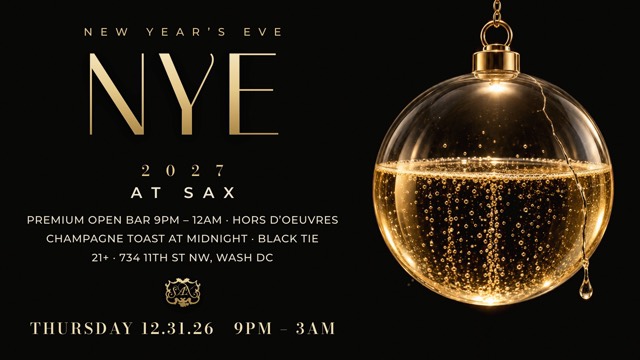 NEW YEAR'S EVE
NYE
2027
AT SAX
PREMIUM OPEN BAR 9PM – 12AM · HORS D'OEUVRES
CHAMPAGNE TOAST AT MIDNIGHT · BLACK TIE
21+ · 734 11TH ST NW, WASH DC
SAX
THURSDAY 12.31.26 9PM – 3AM